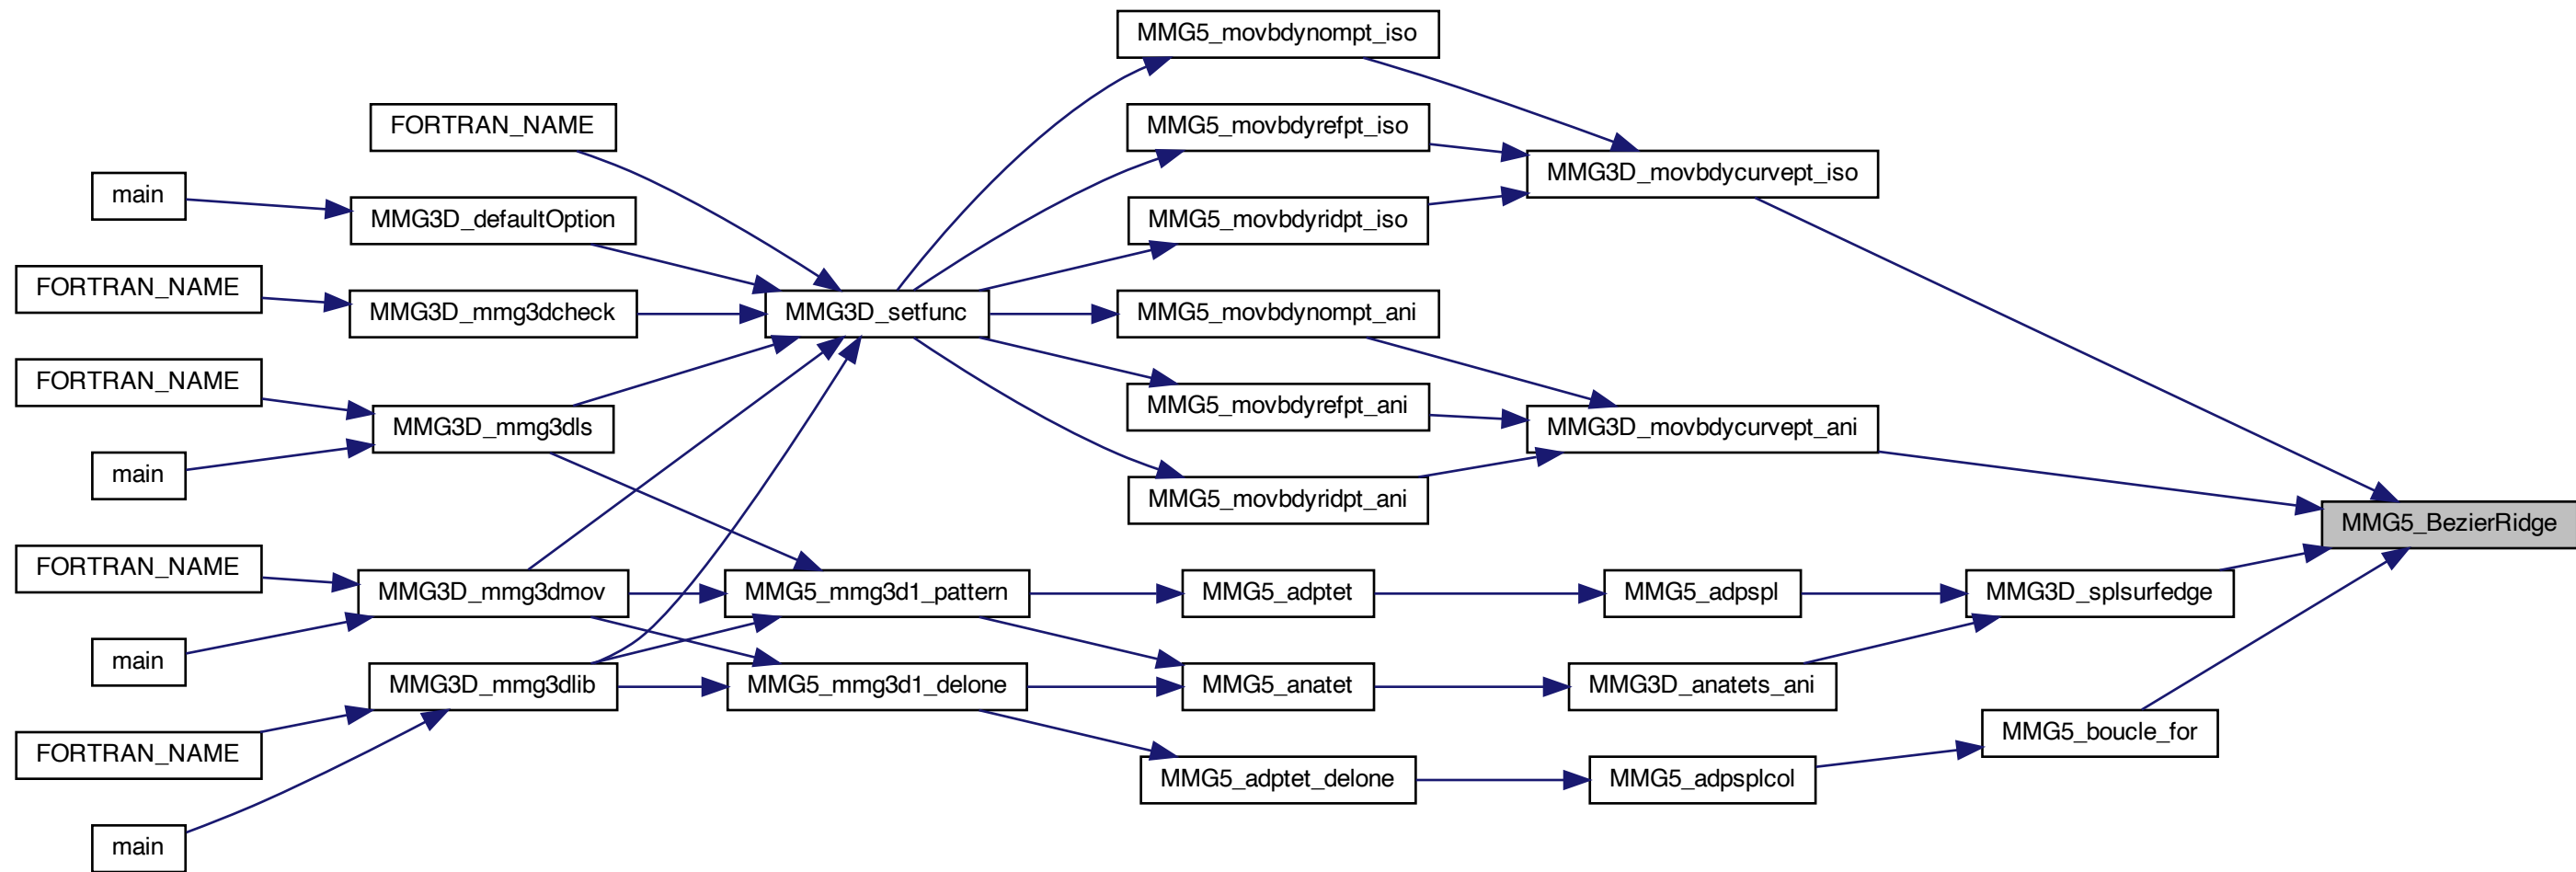 MMG5_movbdynompt_iso
FORTRAN_NAME
MMG5_movbdyrefpt_iso
main
MMG3D_defaultOption
MMG5_movbdyridpt_iso
MMG3D_movbdycurvept_iso
FORTRAN_NAME
MMG3D_mmg3dcheck
MMG3D_setfunc
MMG5_movbdynompt_ani
FORTRAN_NAME
MMG3D_mmg3dls
MMG5_movbdyrefpt_ani
MMG3D_movbdycurvept_ani
main
MMG5_movbdyridpt_ani
MMG5_BezierRidge
FORTRAN_NAME
MMG3D_mmg3dmov
MMG5_mmg3d1_pattern
MMG5_adptet
MMG5_adpspl
MMG3D_splsurfedge
main
MMG3D_mmg3dlib
MMG5_mmg3d1_delone
MMG5_anatet
MMG3D_anatets_ani
FORTRAN_NAME
MMG5_boucle_for
MMG5_adptet_delone
MMG5_adpsplcol
main